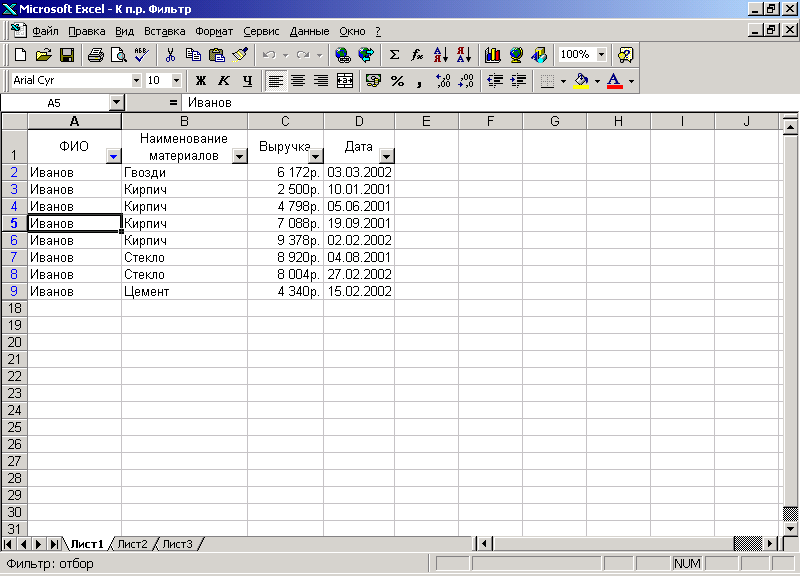 Microsoft Excel - К п.р. Фильтр
Файл Правка Вид Вставка Формат Сервис Данные Окно ?
Σ fx 100%
Arial Cyr 10 Ж К Ч % ,
A5 = Иванов
A B C D E F G H I J
1 ФИО Наименование материалов Выручка Дата
2 Иванов Гвозди 6 172р. 03.03.2002
3 Иванов Кирпич 2 500р. 10.01.2001
4 Иванов Кирпич 4 798р. 05.06.2001
5 Иванов Кирпич 7 088р. 19.09.2001
6 Иванов Кирпич 9 378р. 02.02.2002
7 Иванов Стекло 8 920р. 04.08.2001
8 Иванов Стекло 8 004р. 27.02.2002
9 Иванов Цемент 4 340р. 15.02.2002
18
19
20
21
22
23
24
25
26
27
28
29
30
31
Лист1 Лист2 Лист3
Фильтр: отбор NUM